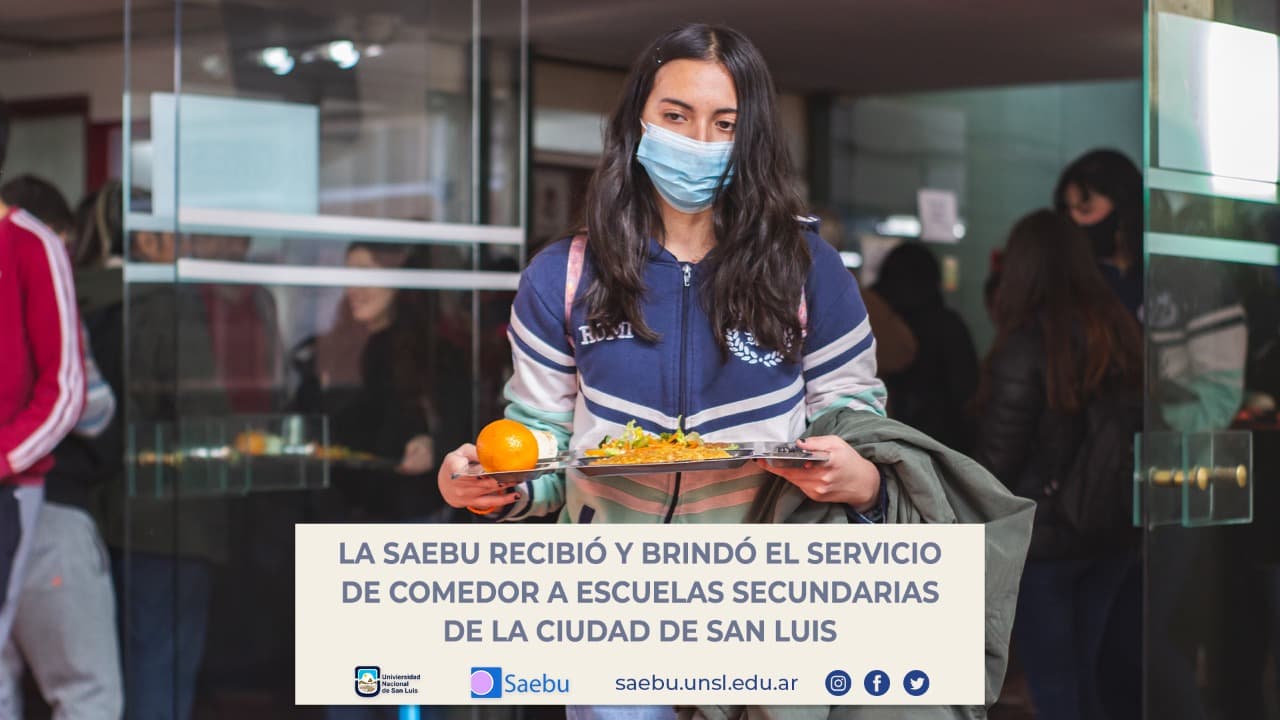 ROMI
LA SAEBU RECIBIÓ Y BRINDÓ EL SERVICIO
DE COMEDOR A ESCUELAS SECUNDARIAS
DE LA CIUDAD DE SAN LUIS
Universidad
Nacional
de San Luis
Saebu
saebu.unsl.edu.ar